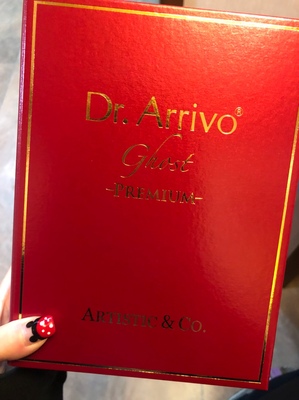 Dr. Arrivo®
Ghost
-PREMIUM-
ARTISTIC & CO.